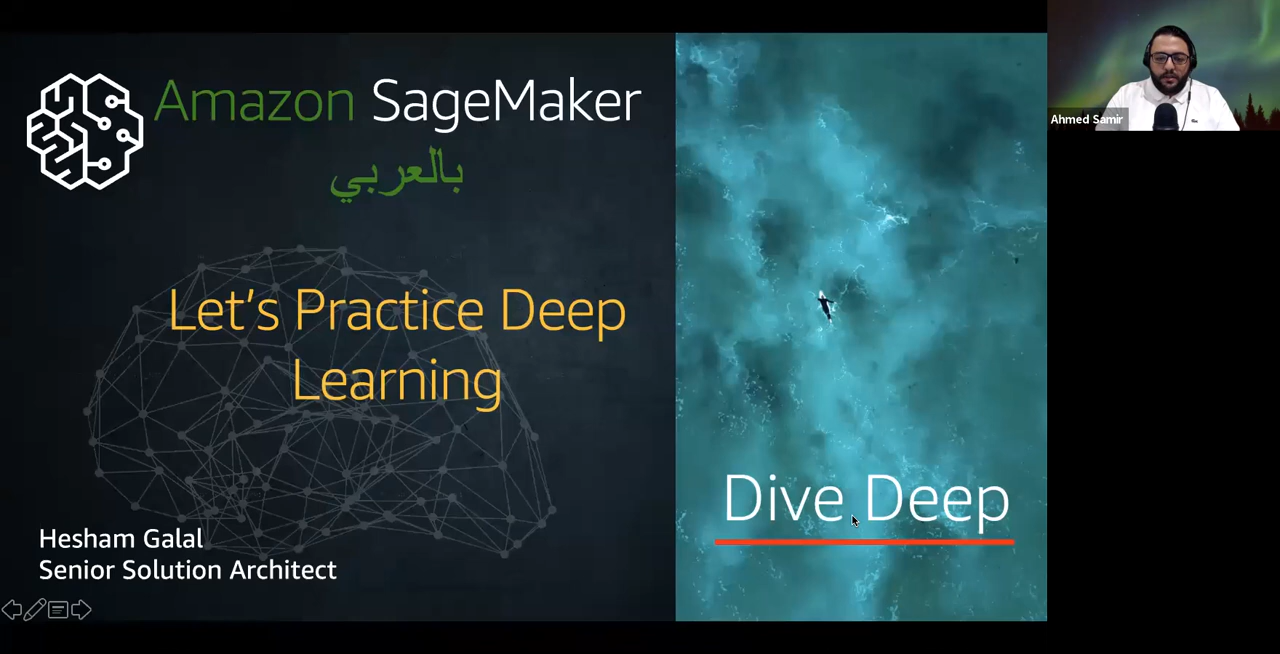 Amazon SageMaker
بالعربي
Let's Practice Deep
Learning
Hesham Galal
Senior Solution Architect
Dive Deep
Ahmed Samir